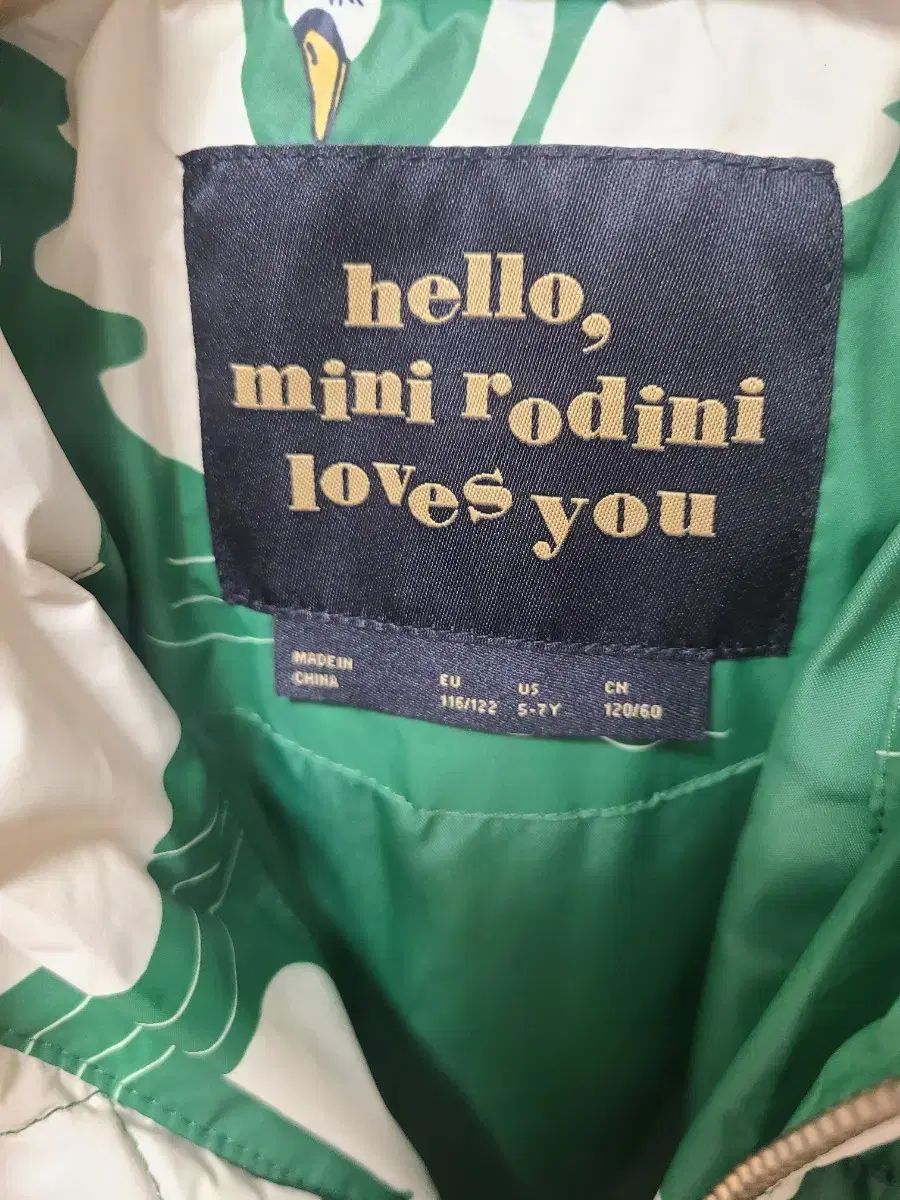 hello,
mini rodini
loves you
MADE IN
CHINA
EU
116/122
US
5-7Y
CN
120/60